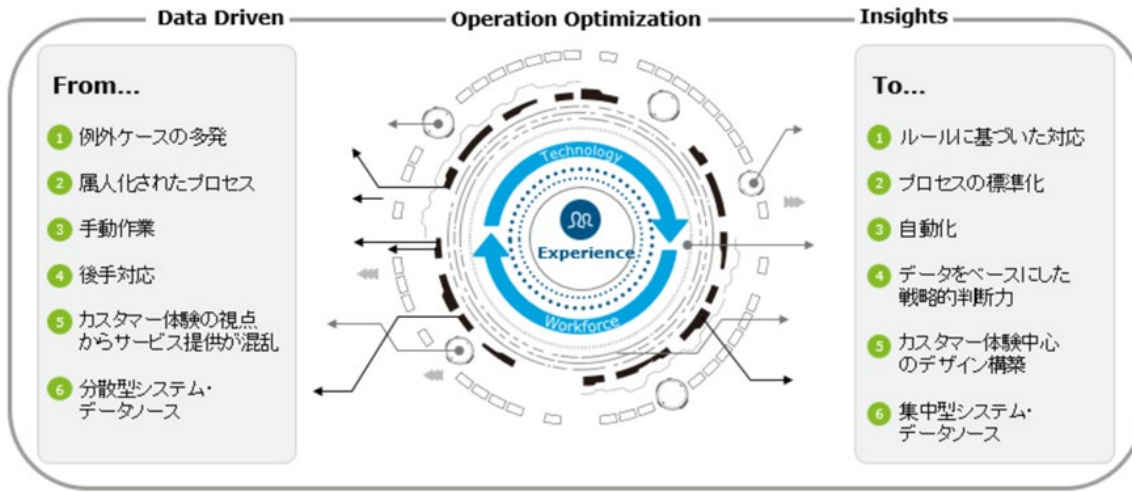 Data Driven
Operation Optimization
Insights
From...
1 例外ケースの多発
2 属人化されたプロセス
3 手動作業
4 後手対応
5 カスタマー体験の視点
からサービス提供が混乱
6 分散型システム・
データソース
Technology
Experience
Workforce
To...
1 ルールに基づいた対応
2 プロセスの標準化
3 自動化
4 データをベースにした
戦略的判断力
5 カスタマー体験中心
のデザイン構築
6 集中型システム・
データソース